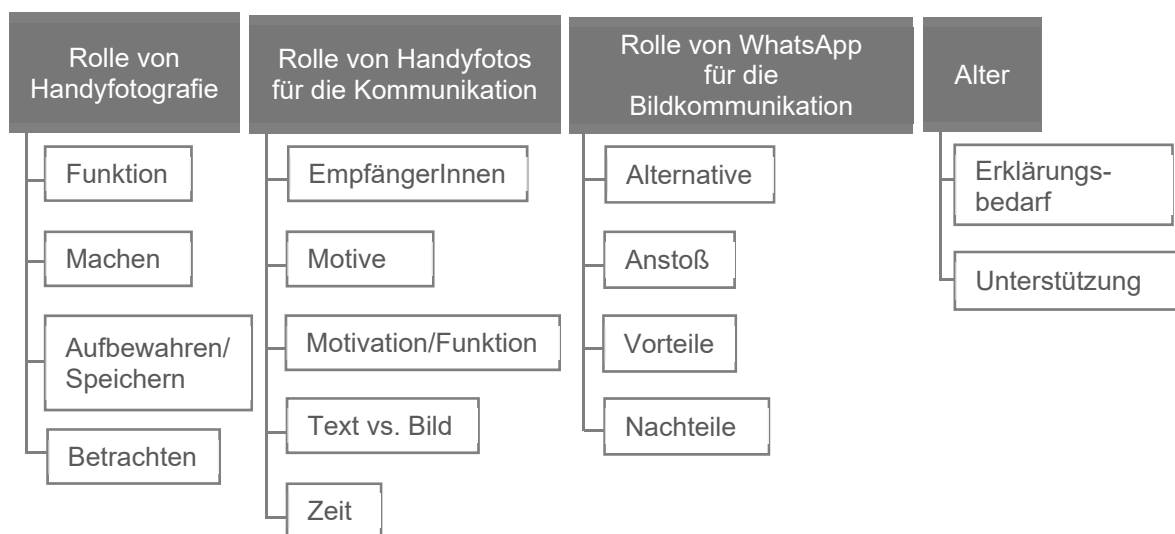 Rolle von
Handyfotografie
Funktion
Machen
Aufbewahren/
Speichern
Betrachten
Rolle von Handyfotos
für die Kommunikation
EmpfängerInnen
Motive
Motivation/Funktion
Text vs. Bild
Zeit
Rolle von WhatsApp
für die
Bildkommunikation
Alternative
Anstoß
Vorteile
Nachteile
Alter
Erklärungs-
bedarf
Unterstützung